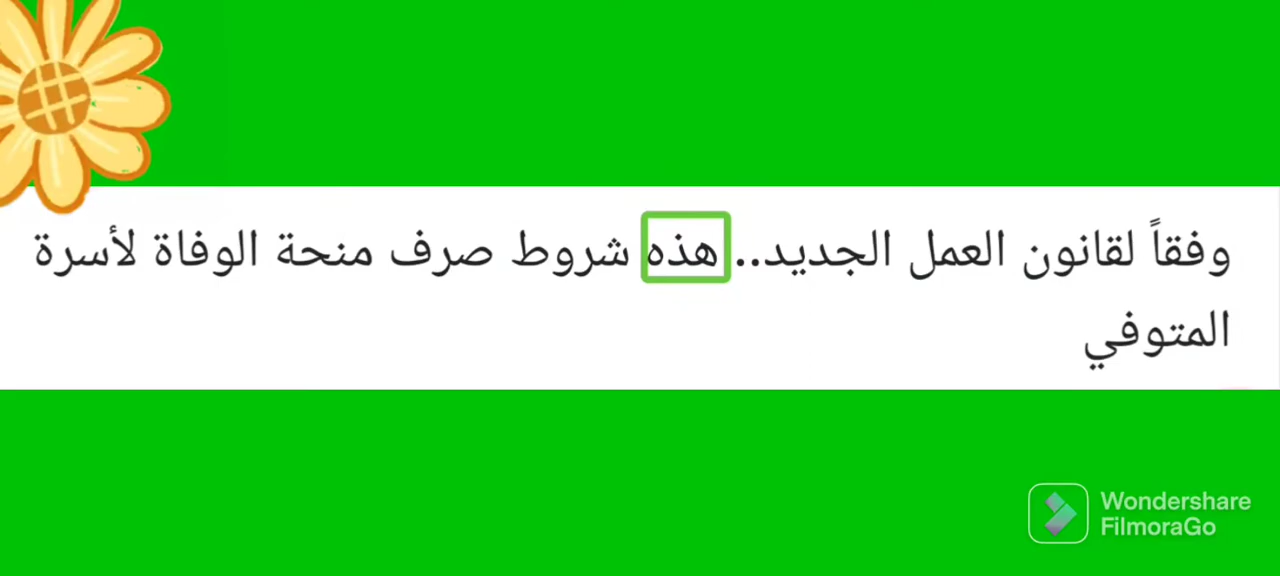 وفقاً لقانون العمل الجديد.. هذه شروط صرف منحة الوفاة لأسرة
المتوفي
Wondershare
FilmoraGo